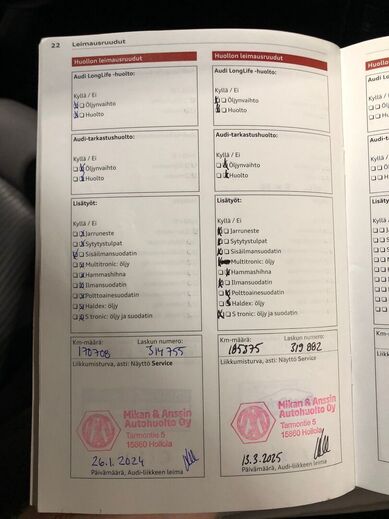 22 Leimausruudut
Huollon leimausruudut
Audi LongLife -huolto:
Kyllä / Ei
Öljynvaihto
Huolto
Audi-tarkastushuolto:
Kyllä / Ei
Öljynvaihto
Huolto
Lisätyöt:
Kyllä / Ei
Jarruneste
Sytytystulpat
Sisäilmansuodatin
Multitronic: öljy
Hammashihna
Ilmansuodatin
Polttoainesuodatin
Haldex: öljy
S tronic: öljy ja suodatin
Km-määrä: Laskun numero:
170708 314755
Liikkumisturva, asti: Näyttö Service
Mikan & Anssin
Autohuolto Oy
Tarmontie 5
15860 Hollola
26.1.2024
Päivämäärä, Audi-liikkeen leima
Huollon leimausruudut
Audi LongLife -huolto:
Kyllä / Ei
Öljynvaihto
Huolto
Audi-tarkastushuolto:
Kyllä / Ei
Öljynvaihto
Huolto
Lisätyöt:
Kyllä / Ei
Jarruneste
Sytytystulpat
Sisäilmansuodatin
Multitronic: öljy
Hammashihna
Ilmansuodatin
Polttoainesuodatin
Haldex: öljy
S tronic: öljy ja suodatin
Km-määrä: Laskun numero:
185375 319882
Liikkumisturva, asti: Näyttö Service
Mikan & Anssin
Autohuolto Oy
Tarmontie 5
15860 Hollola
13.3.2025
Päivämäärä, Audi-liikkeen leima